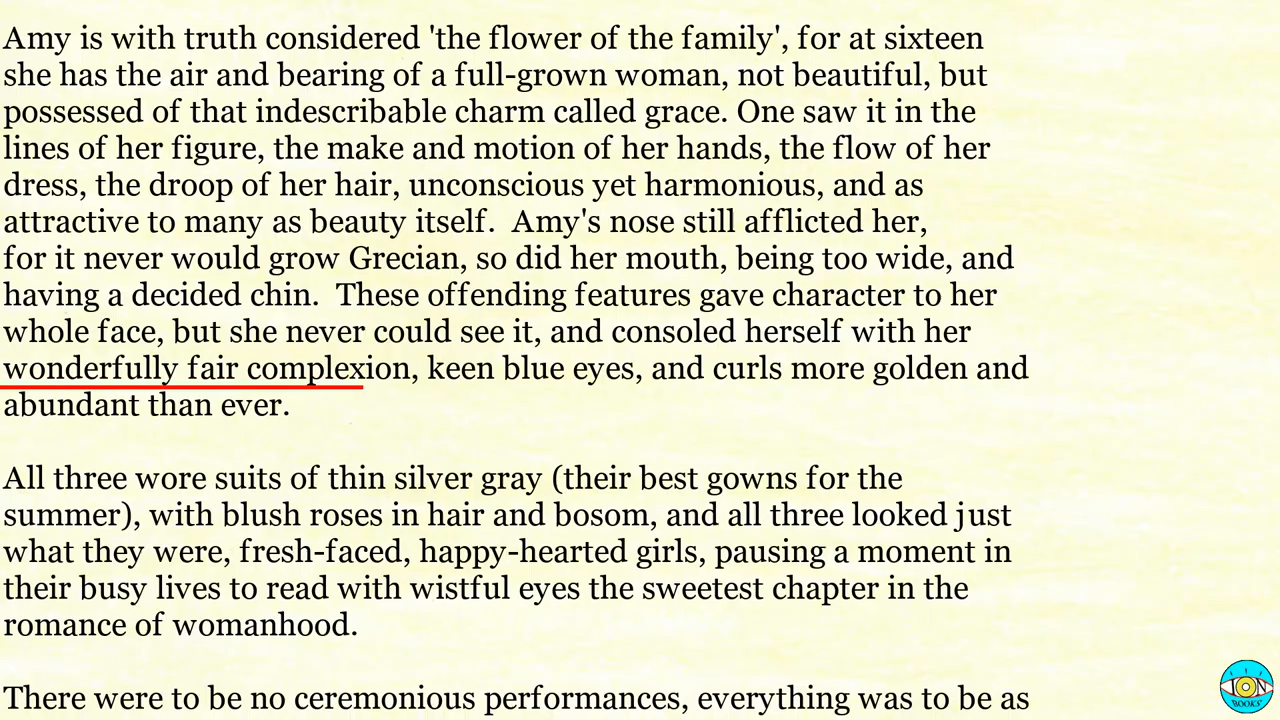 Amy is with truth considered 'the flower of the family', for at sixteen
she has the air and bearing of a full-grown woman, not beautiful, but
possessed of that indescribable charm called grace. One saw it in the
lines of her figure, the make and motion of her hands, the flow of her
dress, the droop of her hair, unconscious yet harmonious, and as
attractive to many as beauty itself.  Amy's nose still afflicted her,
for it never would grow Grecian, so did her mouth, being too wide, and
having a decided chin.  These offending features gave character to her
whole face, but she never could see it, and consoled herself with her
wonderfully fair complexion, keen blue eyes, and curls more golden and
abundant than ever.
All three wore suits of thin silver gray (their best gowns for the
summer), with blush roses in hair and bosom, and all three looked just
what they were, fresh-faced, happy-hearted girls, pausing a moment in
their busy lives to read with wistful eyes the sweetest chapter in the
romance of womanhood.
There were to be no ceremonious performances, everything was to be as
ION
BOOKS